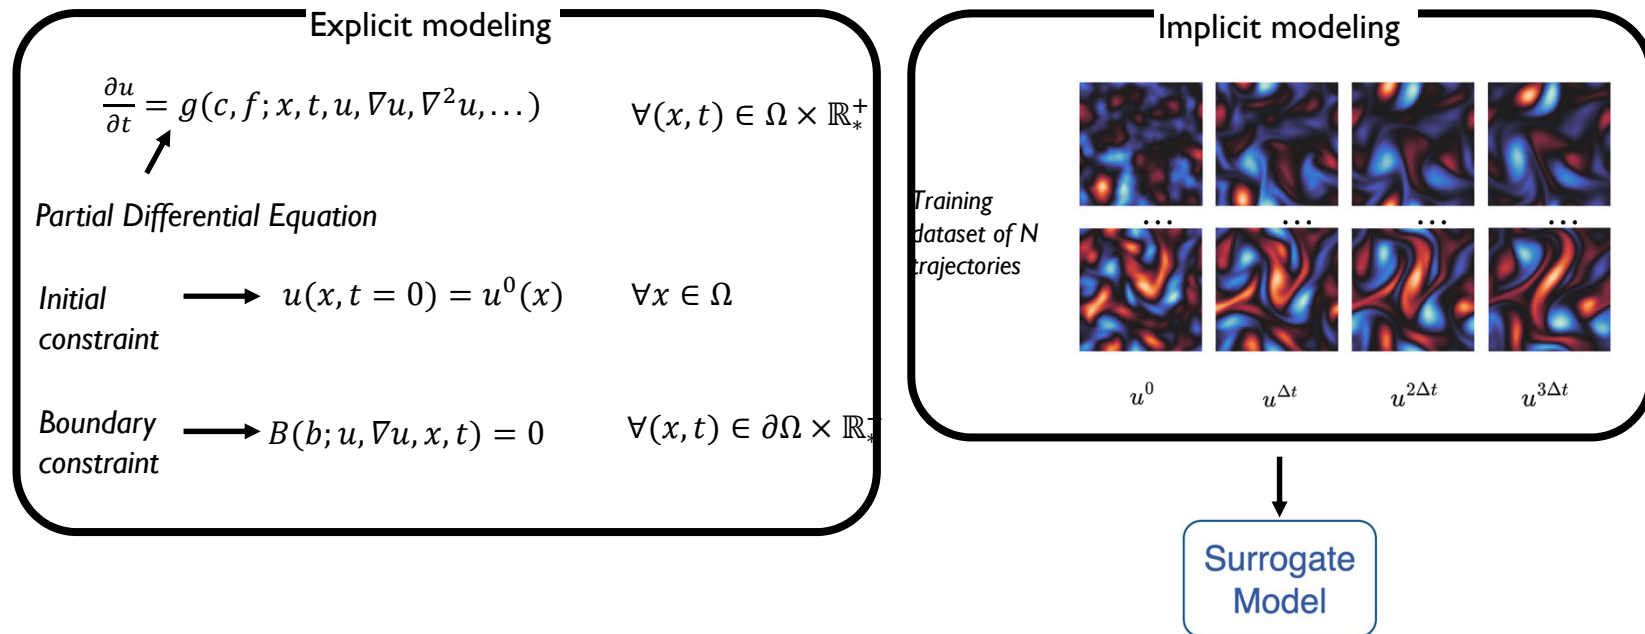 Explicit modeling
∂u/∂t = g(c, f; x, t, u, ∇u, ∇²u, ...) ∀(x, t) ∈ Ω × ℝ⁺_*
Partial Differential Equation
Initial
constraint
u(x, t = 0) = u⁰(x) ∀x ∈ Ω
Boundary
constraint
B(b; u, ∇u, x, t) = 0 ∀(x, t) ∈ ∂Ω × ℝ⁺_*
Implicit modeling
Training
dataset of N
trajectories
... ... ... ...
u⁰ u^{Δt} u^{2Δt} u^{3Δt}
Surrogate
Model